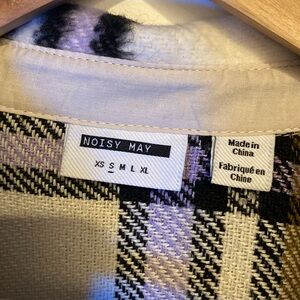 NOISY MAY
XS S M L XL
Made in
China
Fabriqué en
Chine